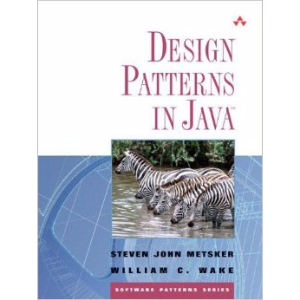 DESIGN
PATTERNS
IN JAVA™
STEVEN JOHN METSKER
WILLIAM C. WAKE
SOFTWARE PATTERNS SERIES